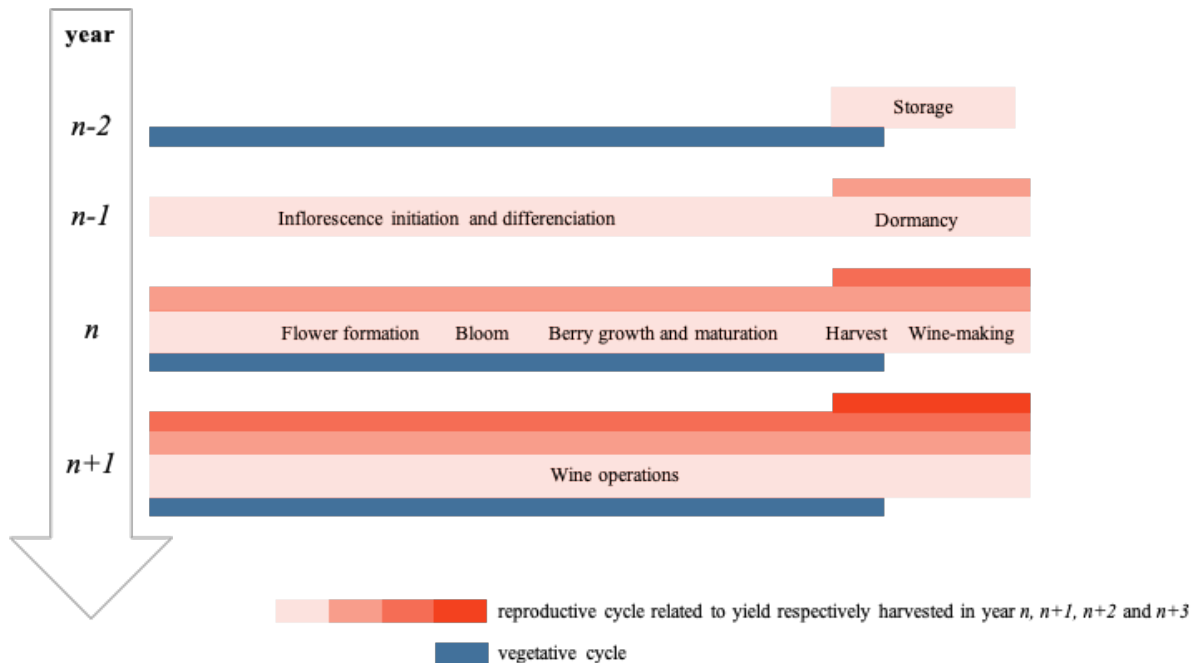 year
Storage
n-2
n-1
Inflorescence initiation and differenciation
Dormancy
n
Flower formation
Bloom
Berry growth and maturation
Harvest
Wine-making
n+1
Wine operations
reproductive cycle related to yield respectively harvested in year n, n+1, n+2 and n+3
vegetative cycle